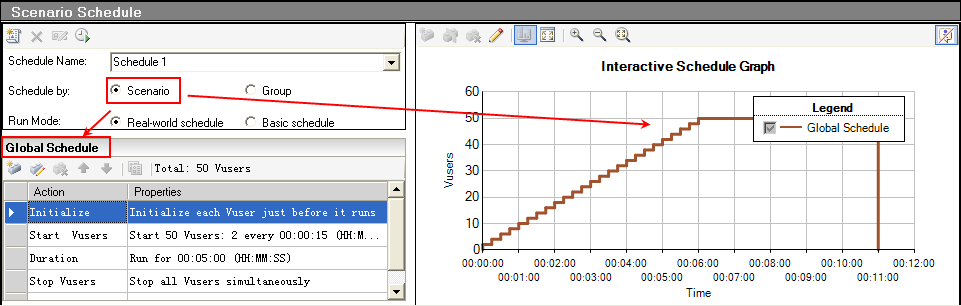 Scenario Schedule
Schedule Name: Schedule 1
Schedule by: Scenario Group
Run Mode: Real-world schedule Basic schedule
Global Schedule
Total: 50 Vusers
Action Properties
Initialize Initialize each Vuser just before it runs
Start Vusers Start 50 Vusers: 2 every 00:00:15 (HH:M...
Duration Run for 00:05:00 (HH:MM:SS)
Stop Vusers Stop all Vusers simultaneously
Interactive Schedule Graph
Legend
Global Schedule
Vusers
60
50
40
30
20
10
0
00:00:00 00:02:00 00:04:00 00:06:00 00:08:00 00:10:00 00:12:00
00:01:00 00:03:00 00:05:00 00:07:00 00:09:00 00:11:00
Time